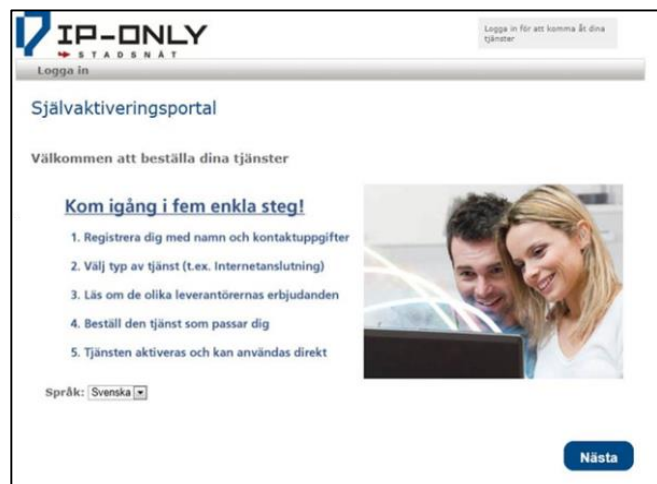 IP-ONLY
STADSNÄT
Logga in för att komma åt dina
tjänster
Logga in
Självaktiveringsportal
Välkommen att beställa dina tjänster
Kom igång i fem enkla steg!
1. Registrera dig med namn och kontaktuppgifter
2. Välj typ av tjänst (t.ex. Internetanslutning)
3. Läs om de olika leverantörernas erbjudanden
4. Beställ den tjänst som passar dig
5. Tjänsten aktiveras och kan användas direkt
Språk: Svenska
Nästa